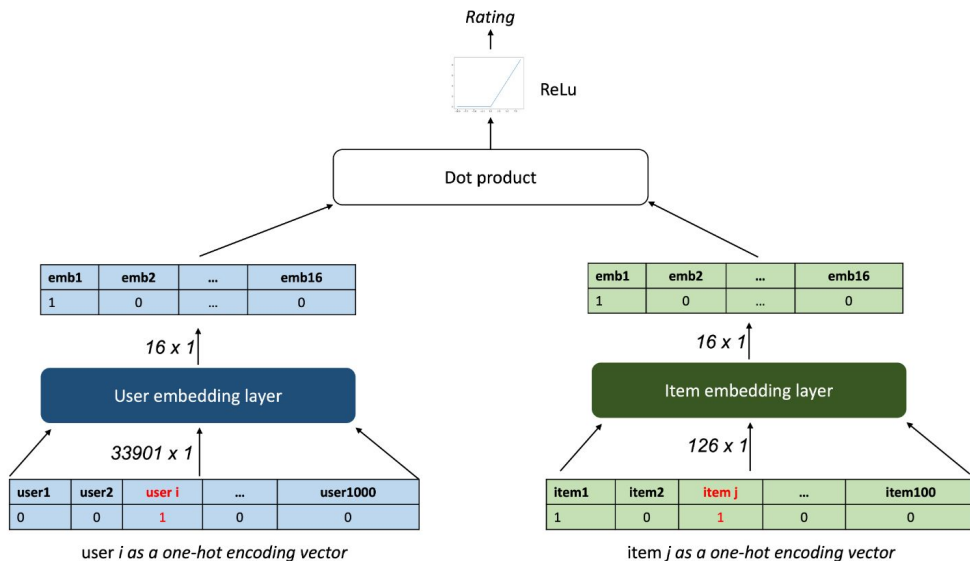 Rating
ReLu
Dot product
emb1 emb2 ... emb16
1 0 ... 0
emb1 emb2 ... emb16
1 0 ... 0
16 x 1
16 x 1
User embedding layer
Item embedding layer
33901 x 1
126 x 1
user1 user2 user i ... user1000
0 0 1 0 0
item1 item2 item j ... item100
1 0 1 0 0
user i as a one-hot encoding vector
item j as a one-hot encoding vector